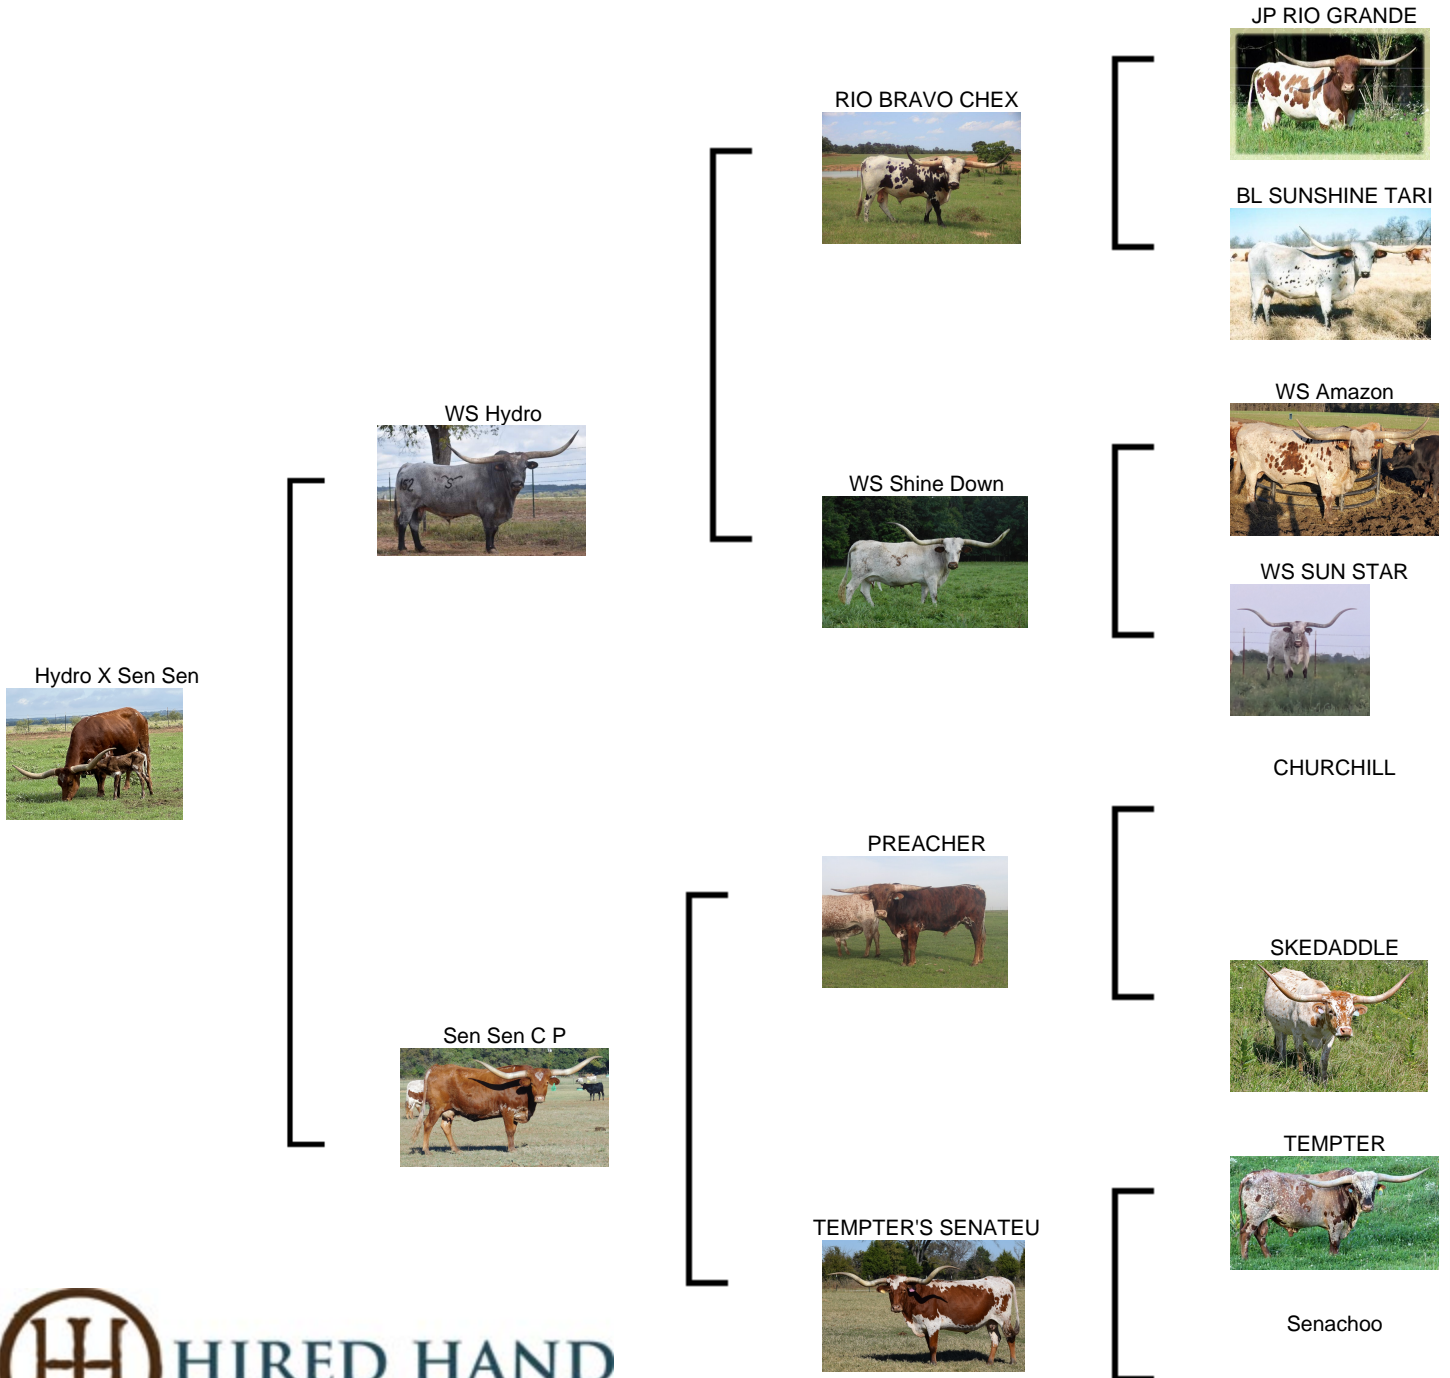 JP RIO GRANDE
RIO BRAVO CHEX
BL SUNSHINE TARI
WS Amazon
WS Hydro
WS Shine Down
WS SUN STAR
Hydro X Sen Sen
CHURCHILL
PREACHER
SKEDADDLE
Sen Sen C P
TEMPTER
TEMPTER'S SENATEU
Senachoo
HIRED HAND